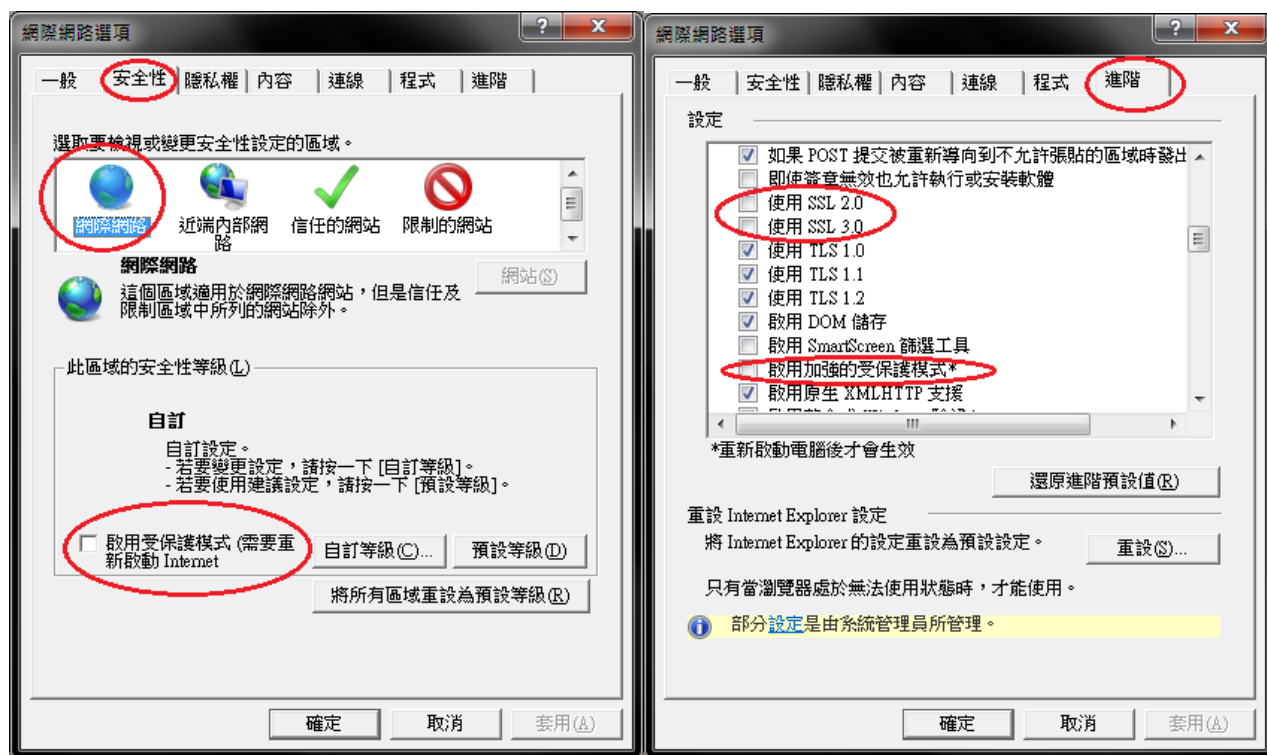 網際網路選項
一般 安全性 隱私權 內容 連線 程式 進階
選取要檢視或變更安全性設定的區域。
網際網路 近端內部網路 信任的網站 限制的網站
網際網路
網站(S)
這個區域適用於網際網路網站，但是信任及
限制區域中所列的網站除外。
此區域的安全性等級(L)
自訂
自訂設定。
- 若要變更設定，請按一下 [自訂等級]。
- 若要使用建議設定，請按一下 [預設等級]。
啟用受保護模式 (需要重
新啟動 Internet
自訂等級(C)... 預設等級(D)
將所有區域重設為預設等級(R)
確定 取消 套用(A)
網際網路選項
一般 安全性 隱私權 內容 連線 程式 進階
設定
如果 POST 提交被重新導向到不允許張貼的區域時發出
即使簽章無效也允許執行或安裝軟體
使用 SSL 2.0
使用 SSL 3.0
使用 TLS 1.0
使用 TLS 1.1
使用 TLS 1.2
啟用 DOM 儲存
啟用 SmartScreen 篩選工具
啟用加強的受保護模式*
啟用原生 XMLHTTP 支援
*重新啟動電腦後才會生效
還原進階預設值(R)
重設 Internet Explorer 設定
將 Internet Explorer 的設定重設為預設設定。
重設(S)...
只有當瀏覽器處於無法使用狀態時，才能使用。
部分設定是由系統管理員所管理。
確定 取消 套用(A)